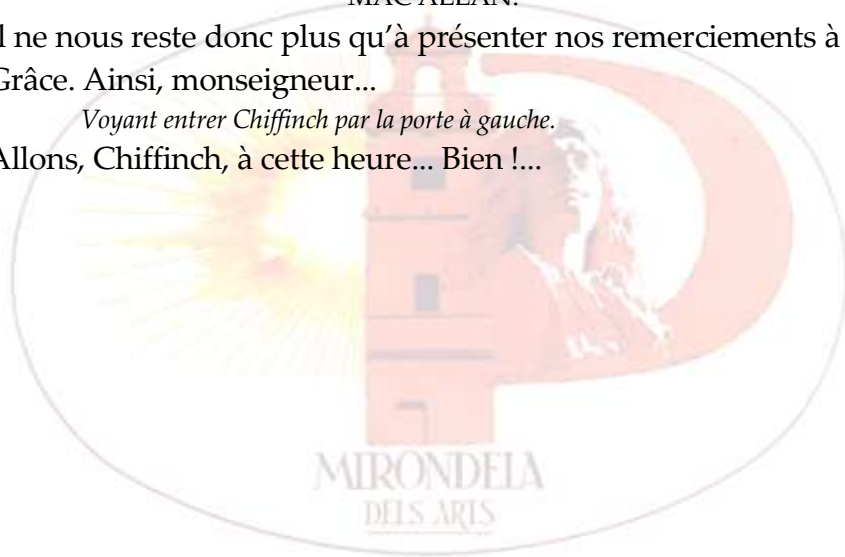 MAC ALLAN.
l ne nous reste donc plus qu'à présenter nos remerciements à
Grâce. Ainsi, monseigneur...
Voyant entrer Chiffinch par la porte à gauche.
Allons, Chiffinch, à cette heure... Bien !...
MIRONDELA
DELS ARTS